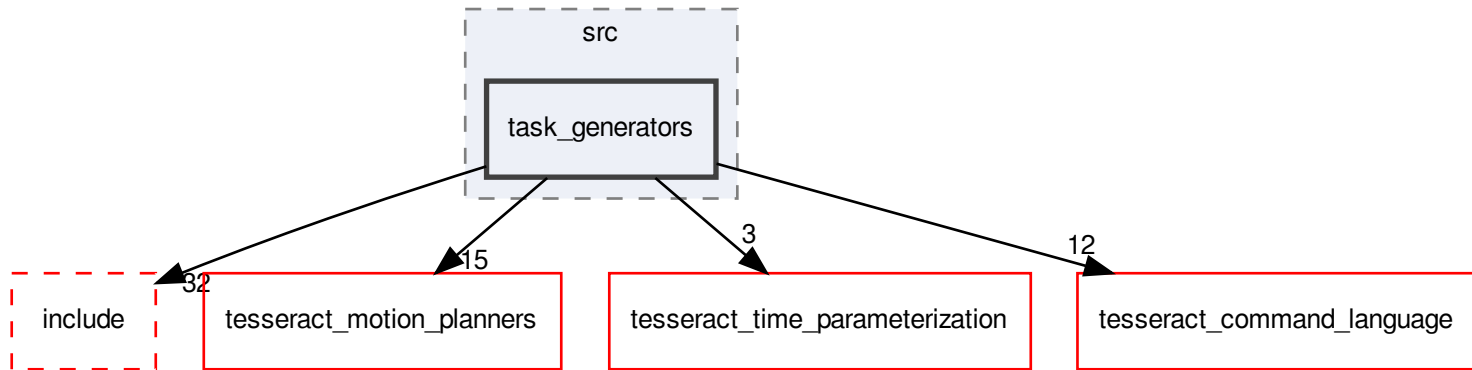 src
task_generators
32
15
3
12
include
tesseract_motion_planners
tesseract_time_parameterization
tesseract_command_language